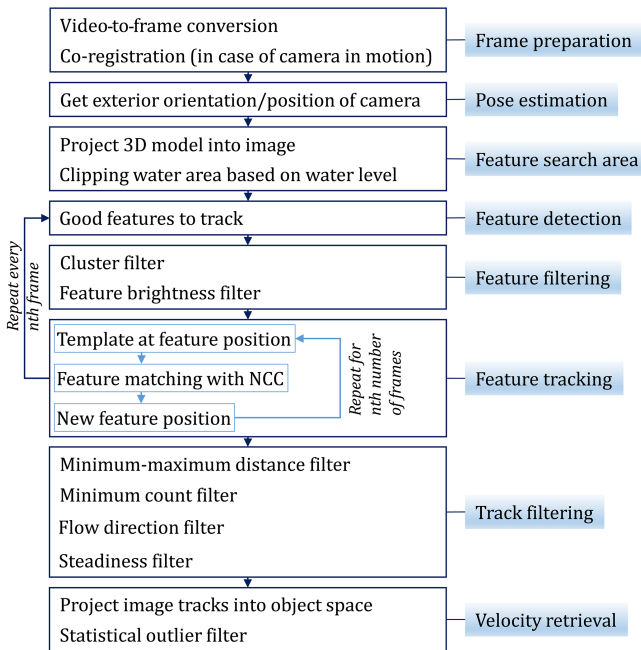 Video-to-frame conversion
Co-registration (in case of camera in motion)
Frame preparation
Get exterior orientation/position of camera
Pose estimation
Project 3D model into image
Clipping water area based on water level
Feature search area
Good features to track
Feature detection
Repeat every
nth frame
Cluster filter
Feature brightness filter
Feature filtering
Template at feature position
Feature matching with NCC
New feature position
Repeat for
nth number
of frames
Feature tracking
Minimum-maximum distance filter
Minimum count filter
Flow direction filter
Steadiness filter
Track filtering
Project image tracks into object space
Statistical outlier filter
Velocity retrieval